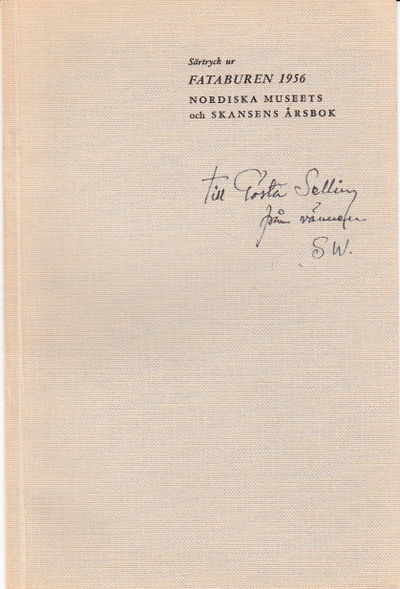 Särtryck ur
FATABUREN 1956
NORDISKA MUSEETS
och SKANSENS ÅRSBOK
till Gösta Selling
från vännen
S W.